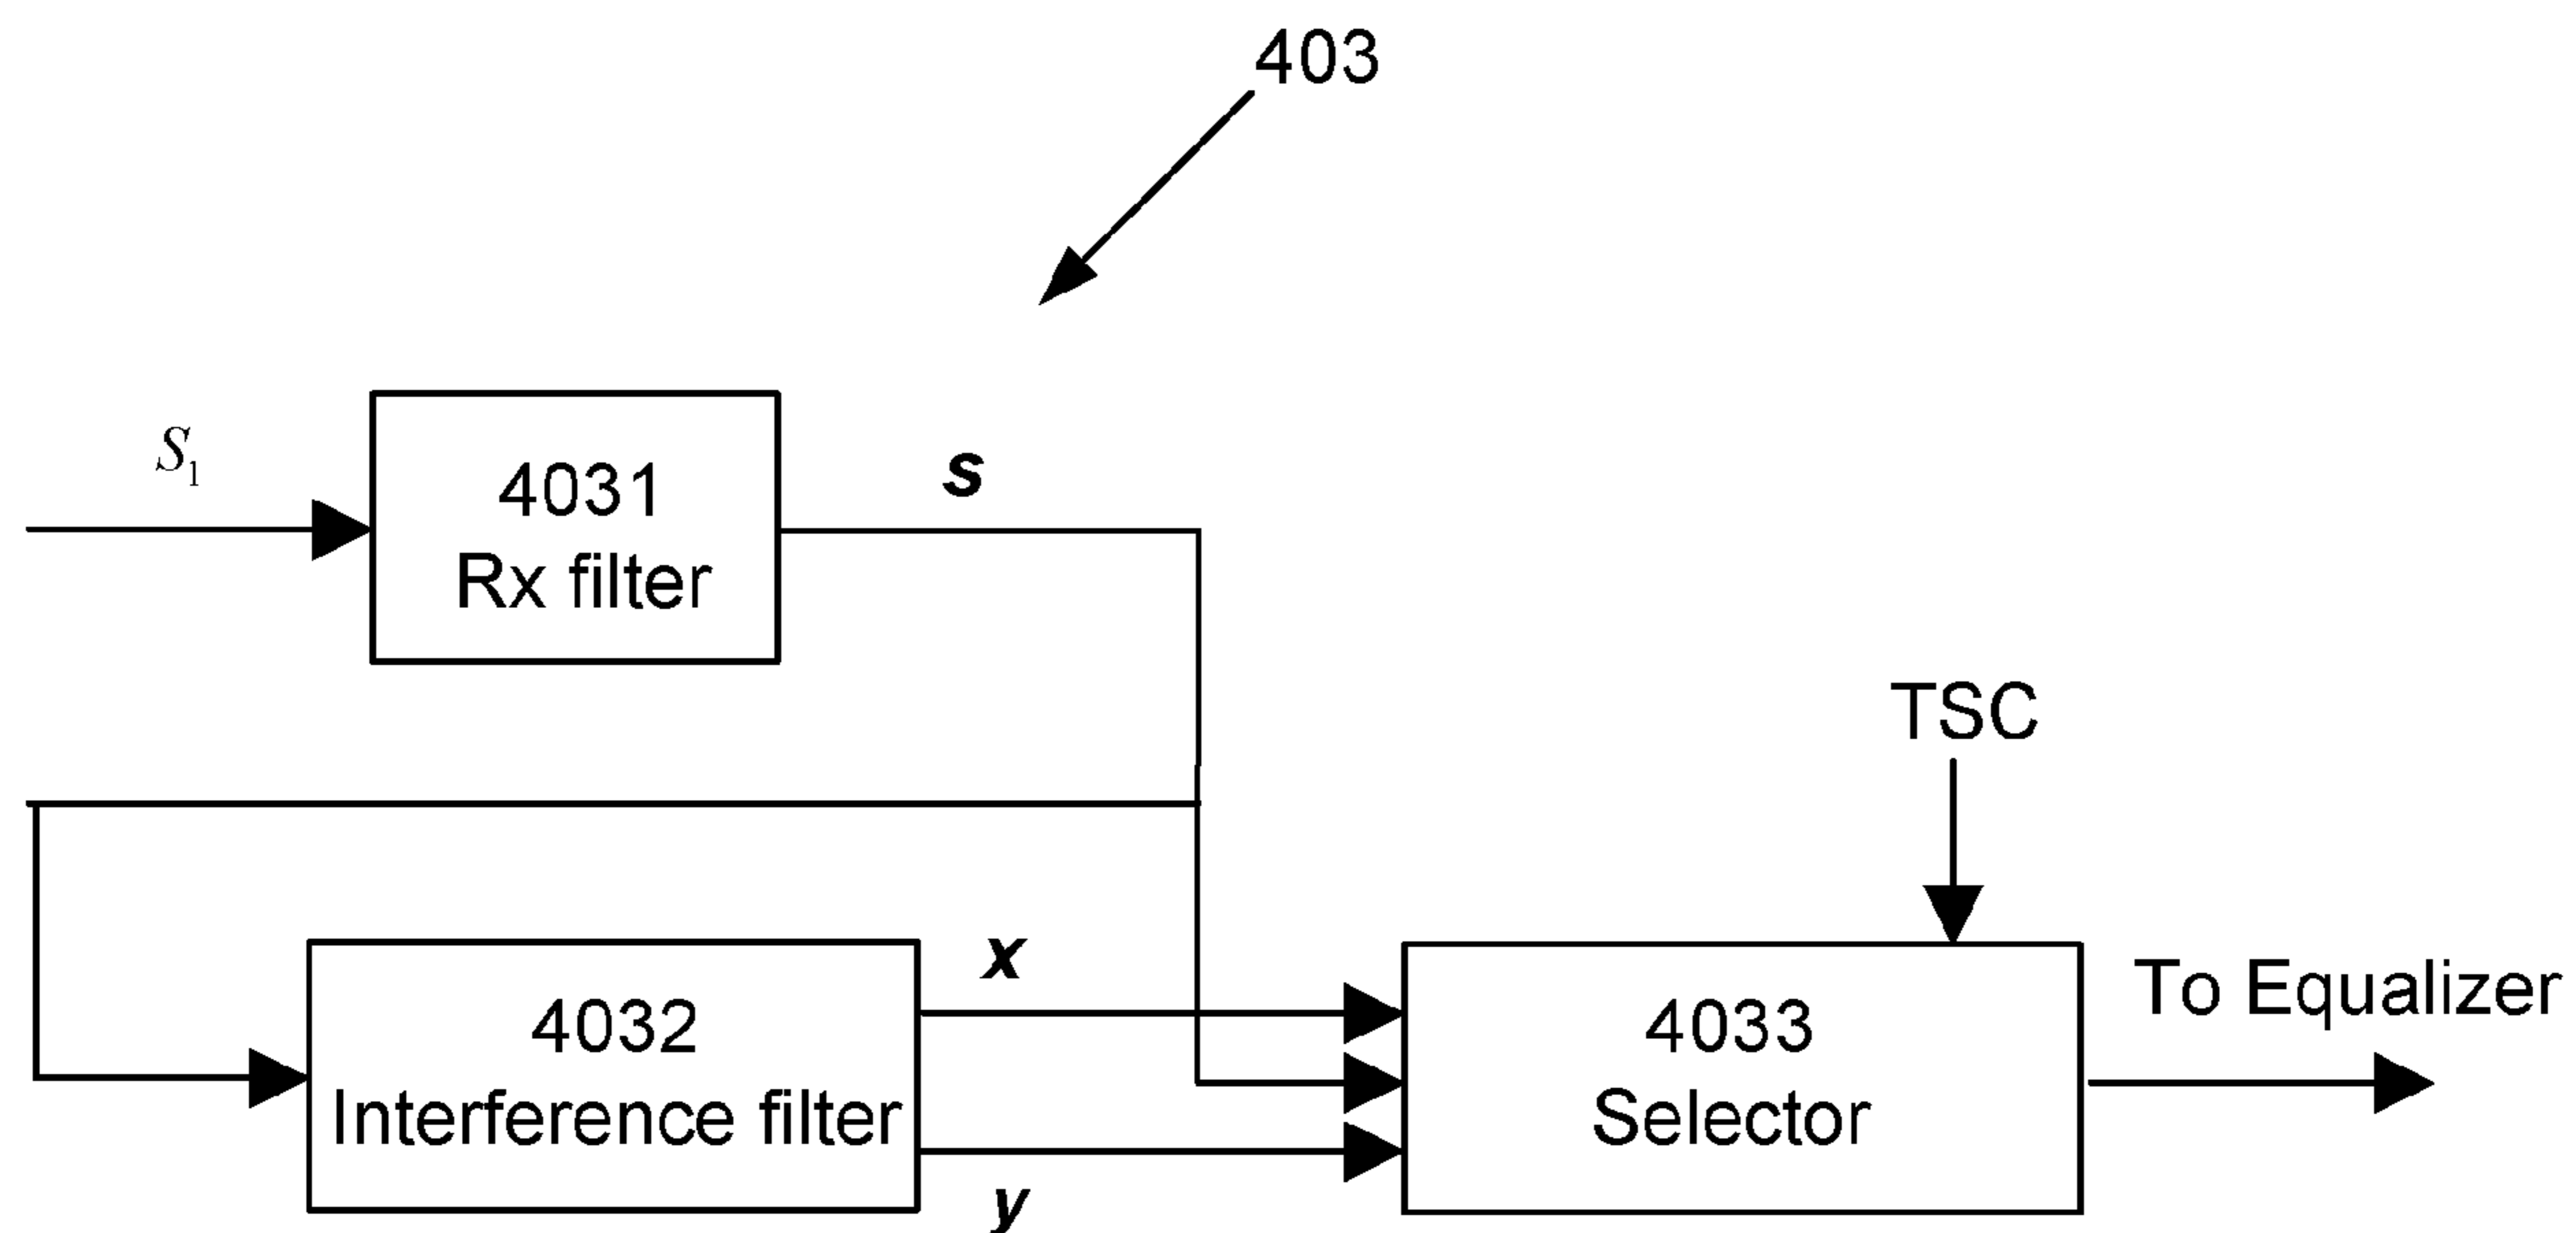 403
S₁
4031
Rx filter
s
TSC
x
4032
Interference filter
y
4033
Selector
To Equalizer